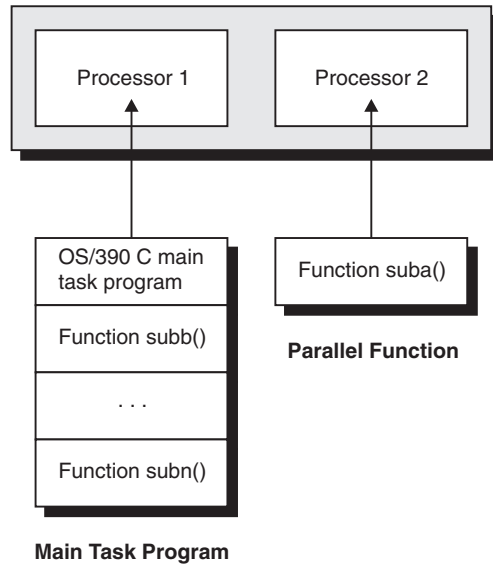 Processor 1
Processor 2
OS/390 C main
task program
Function subb()
. . .
Function subn()
Main Task Program
Function suba()
Parallel Function